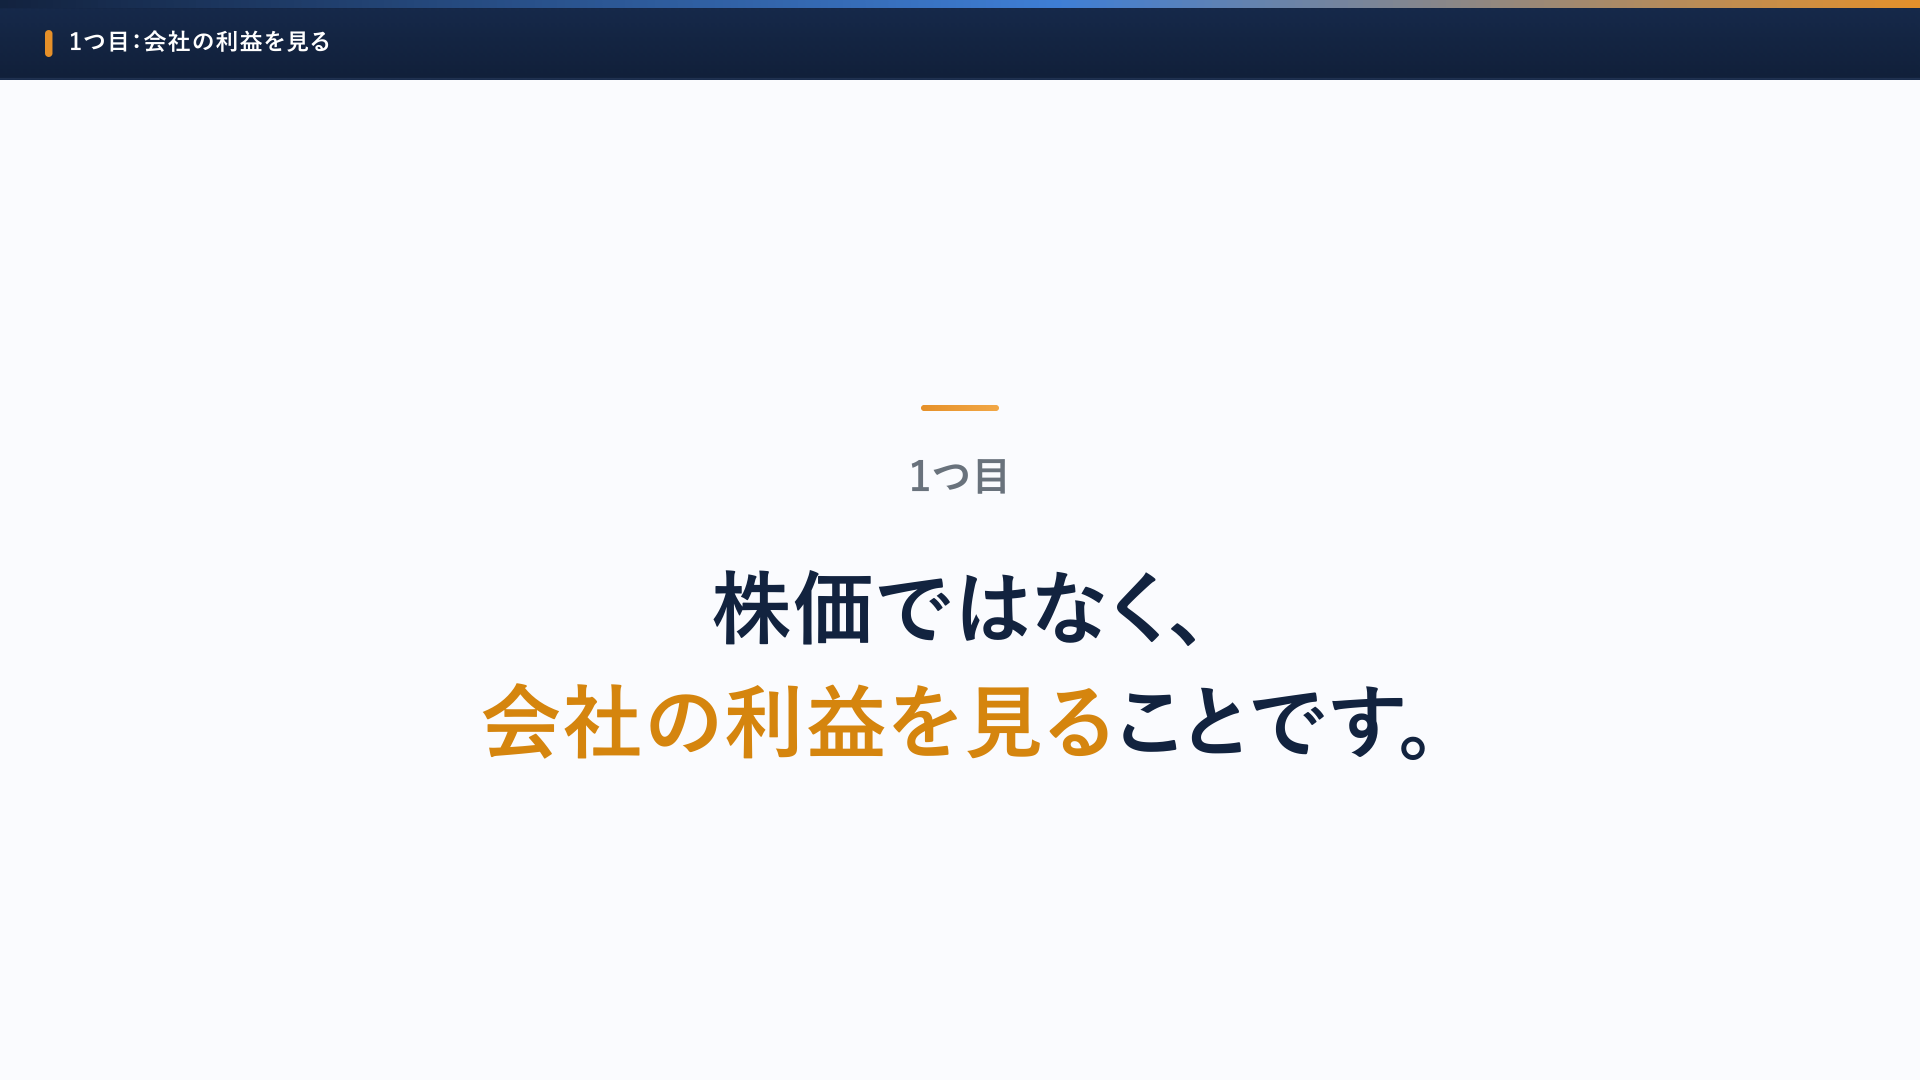 1つ目：会社の利益を見る
1つ目
株価ではなく、
会社の利益を見ることです。